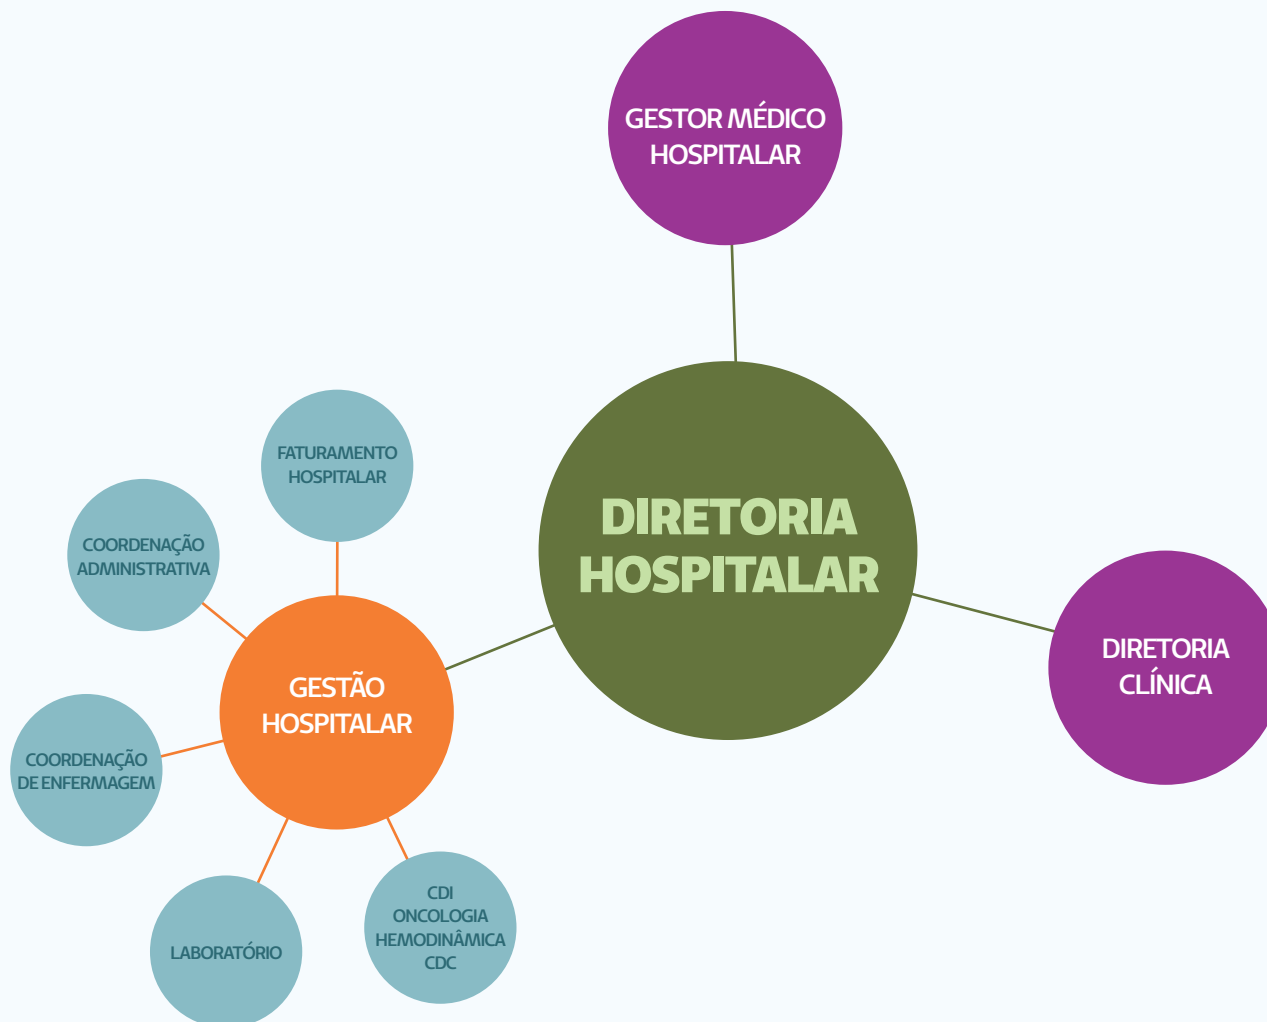 GESTOR MÉDICO
HOSPITALAR
FATURAMENTO
HOSPITALAR
COORDENAÇÃO
ADMINISTRATIVA
DIRETORIA
HOSPITALAR
DIRETORIA
CLÍNICA
GESTÃO
HOSPITALAR
COORDENAÇÃO
DE ENFERMAGEM
CDI
ONCOLOGIA
HEMODINÂMICA
CDC
LABORATÓRIO